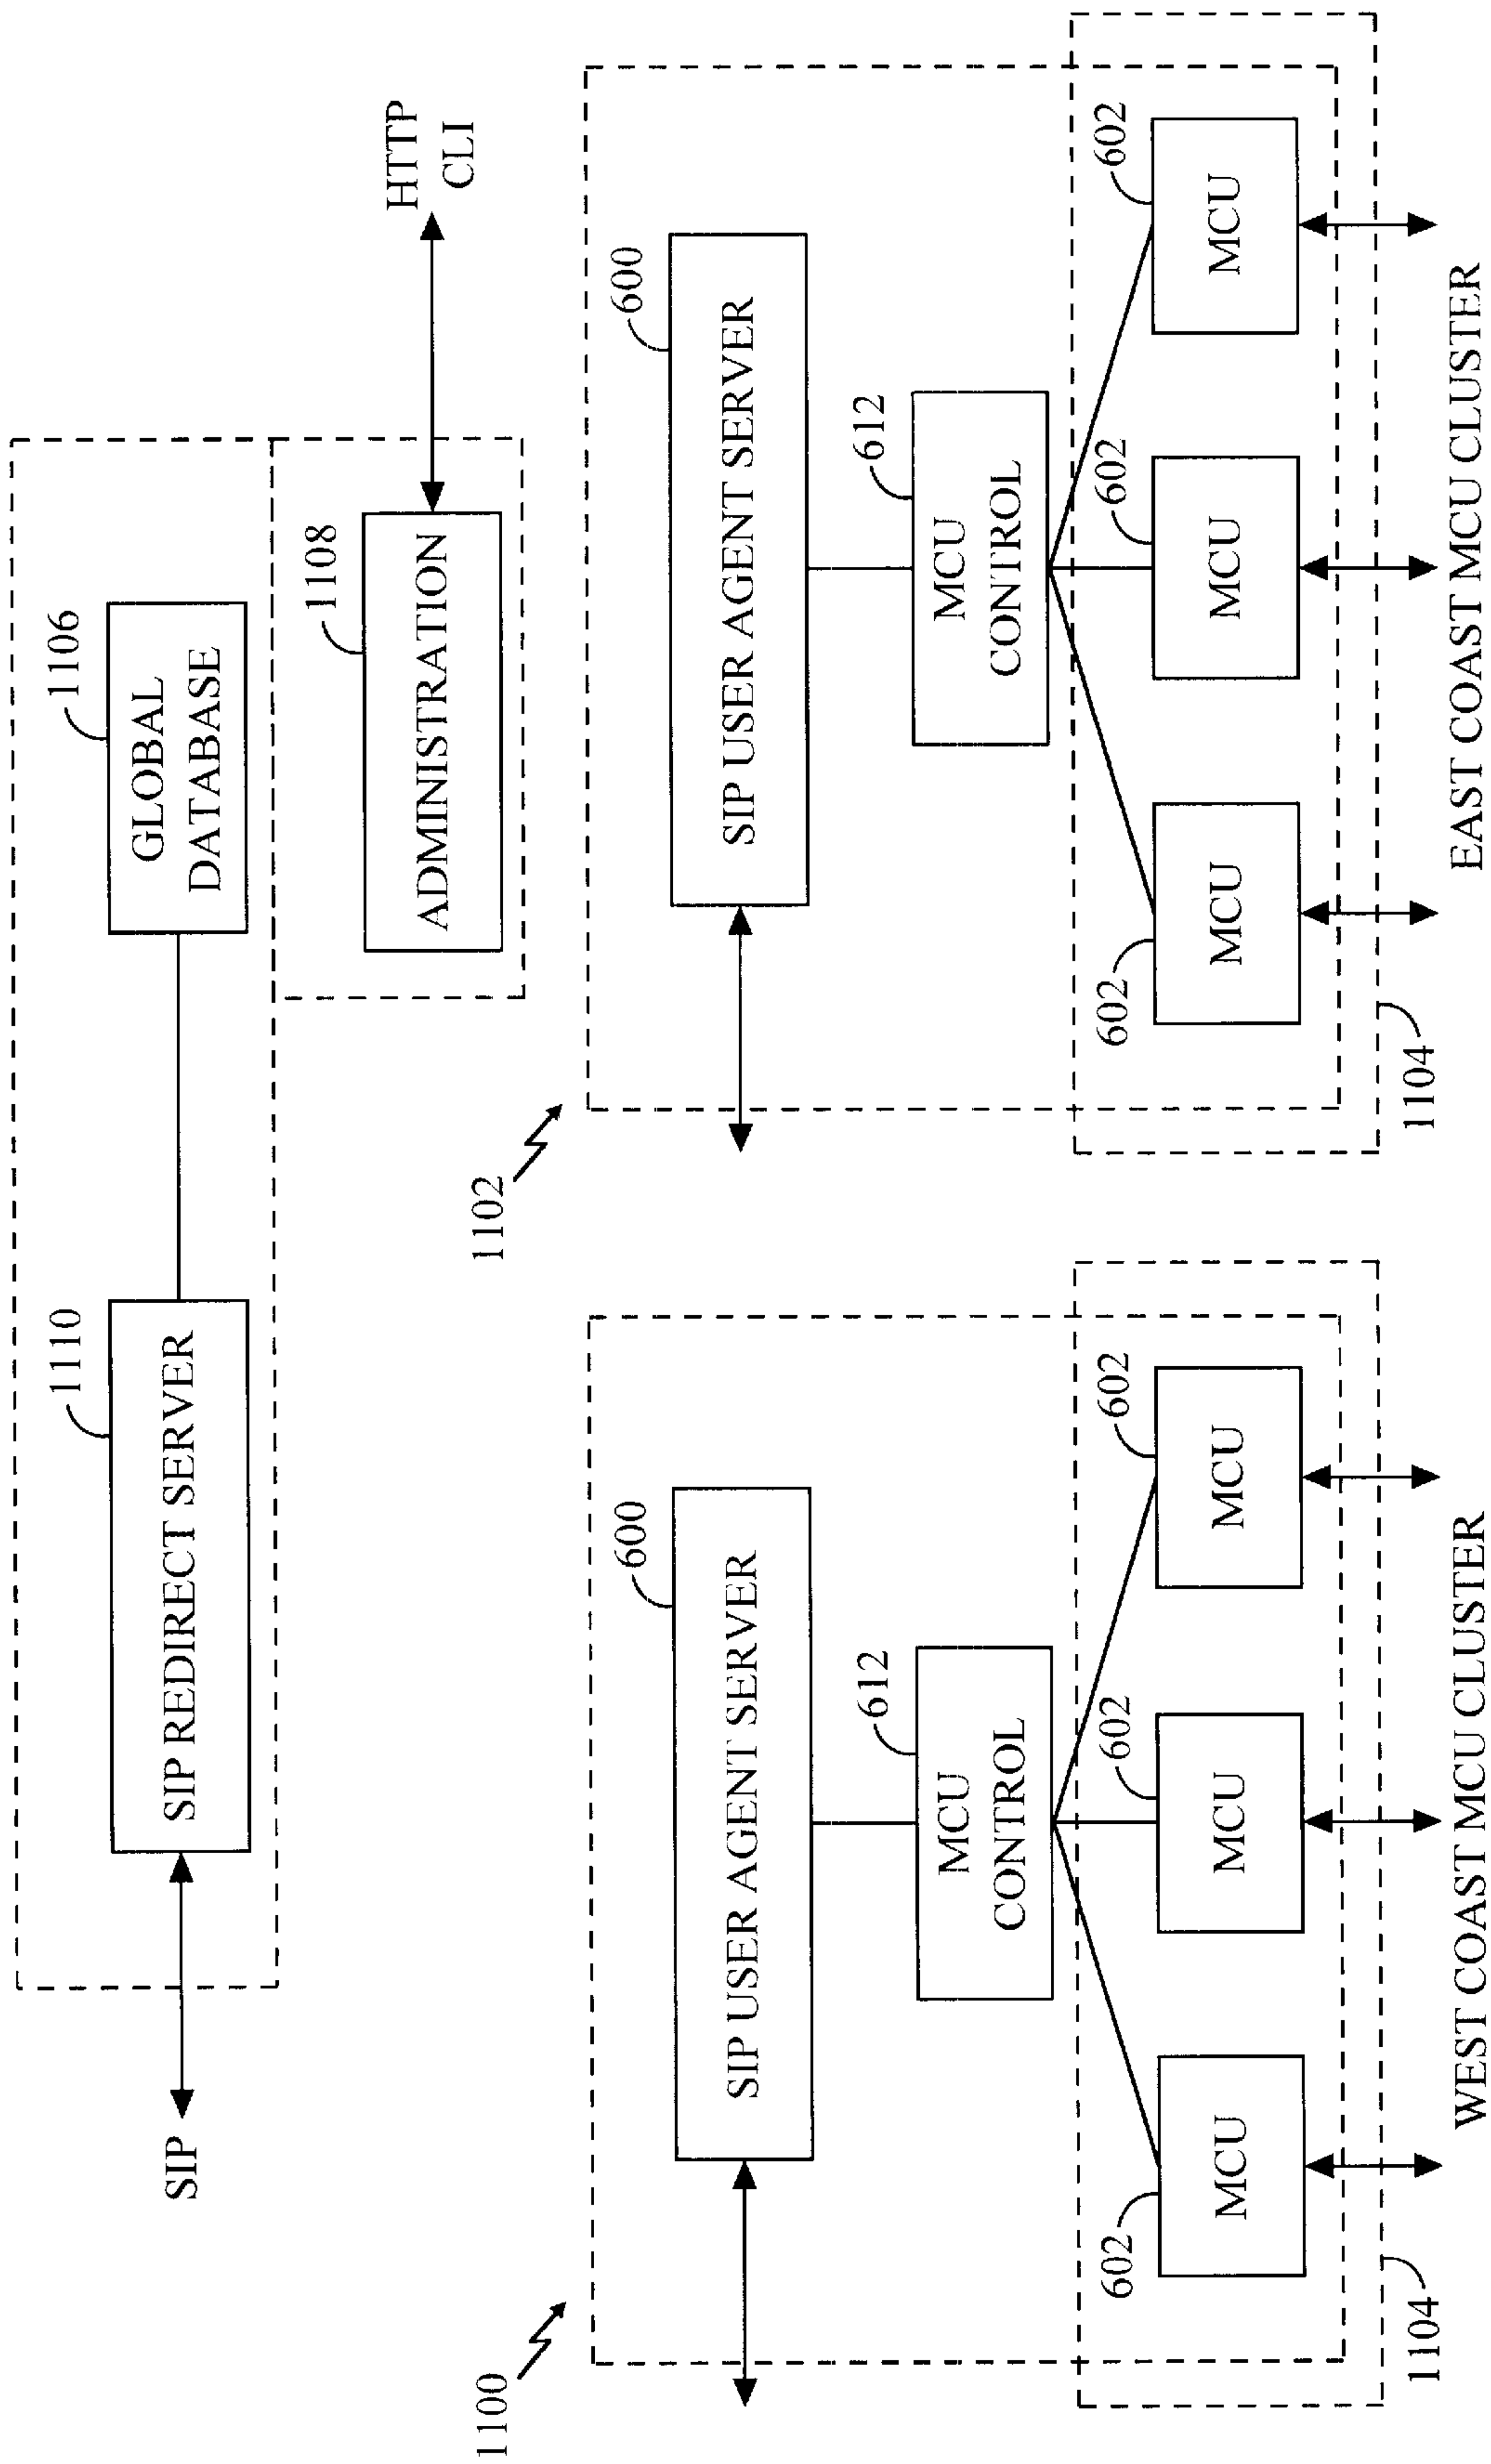 SIP
1110
SIP REDIRECT SERVER
1106
GLOBAL
DATABASE
1108
ADMINISTRATION
HTTP
CLI
1100
600
SIP USER AGENT SERVER
612
MCU
CONTROL
602
MCU
602
MCU
602
MCU
1104
WEST COAST MCU CLUSTER
1102
600
SIP USER AGENT SERVER
612
MCU
CONTROL
602
MCU
602
MCU
602
MCU
1104
EAST COAST MCU CLUSTER